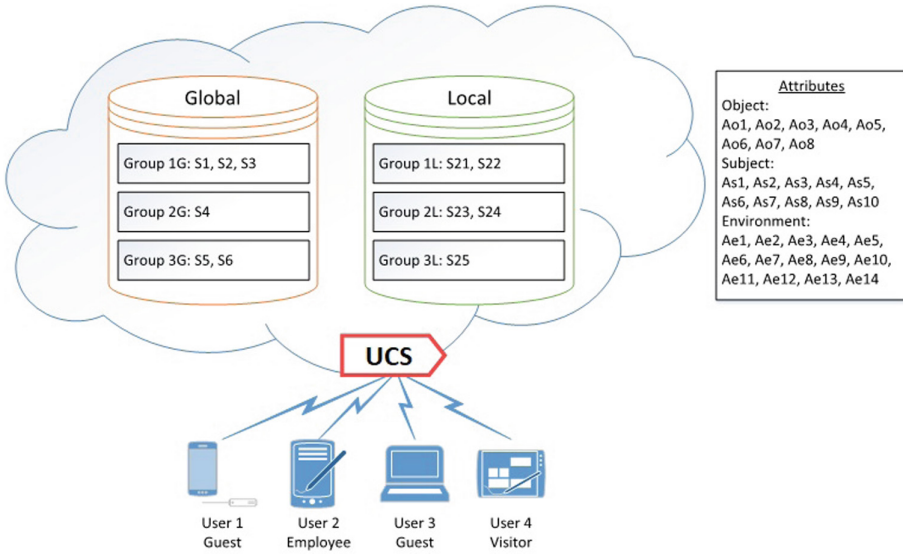 Global
Group 1G: S1, S2, S3
Group 2G: S4
Group 3G: S5, S6
Local
Group 1L: S21, S22
Group 2L: S23, S24
Group 3L: S25
Attributes
Object:
Ao1, Ao2, Ao3, Ao4, Ao5,
Ao6, Ao7, Ao8
Subject:
As1, As2, As3, As4, As5,
As6, As7, As8, As9, As10
Environment:
Ae1, Ae2, Ae3, Ae4, Ae5,
Ae6, Ae7, Ae8, Ae9, Ae10,
Ae11, Ae12, Ae13, Ae14
UCS
User 1
Guest
User 2
Employee
User 3
Guest
User 4
Visitor